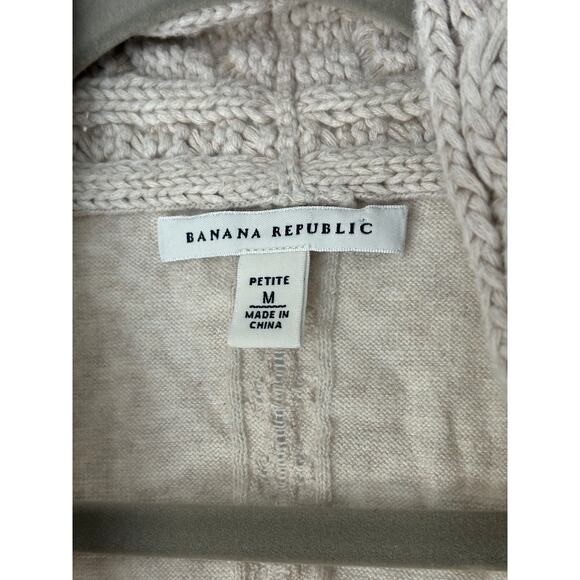 BANANA REPUBLIC
PETITE
M
MADE IN
CHINA